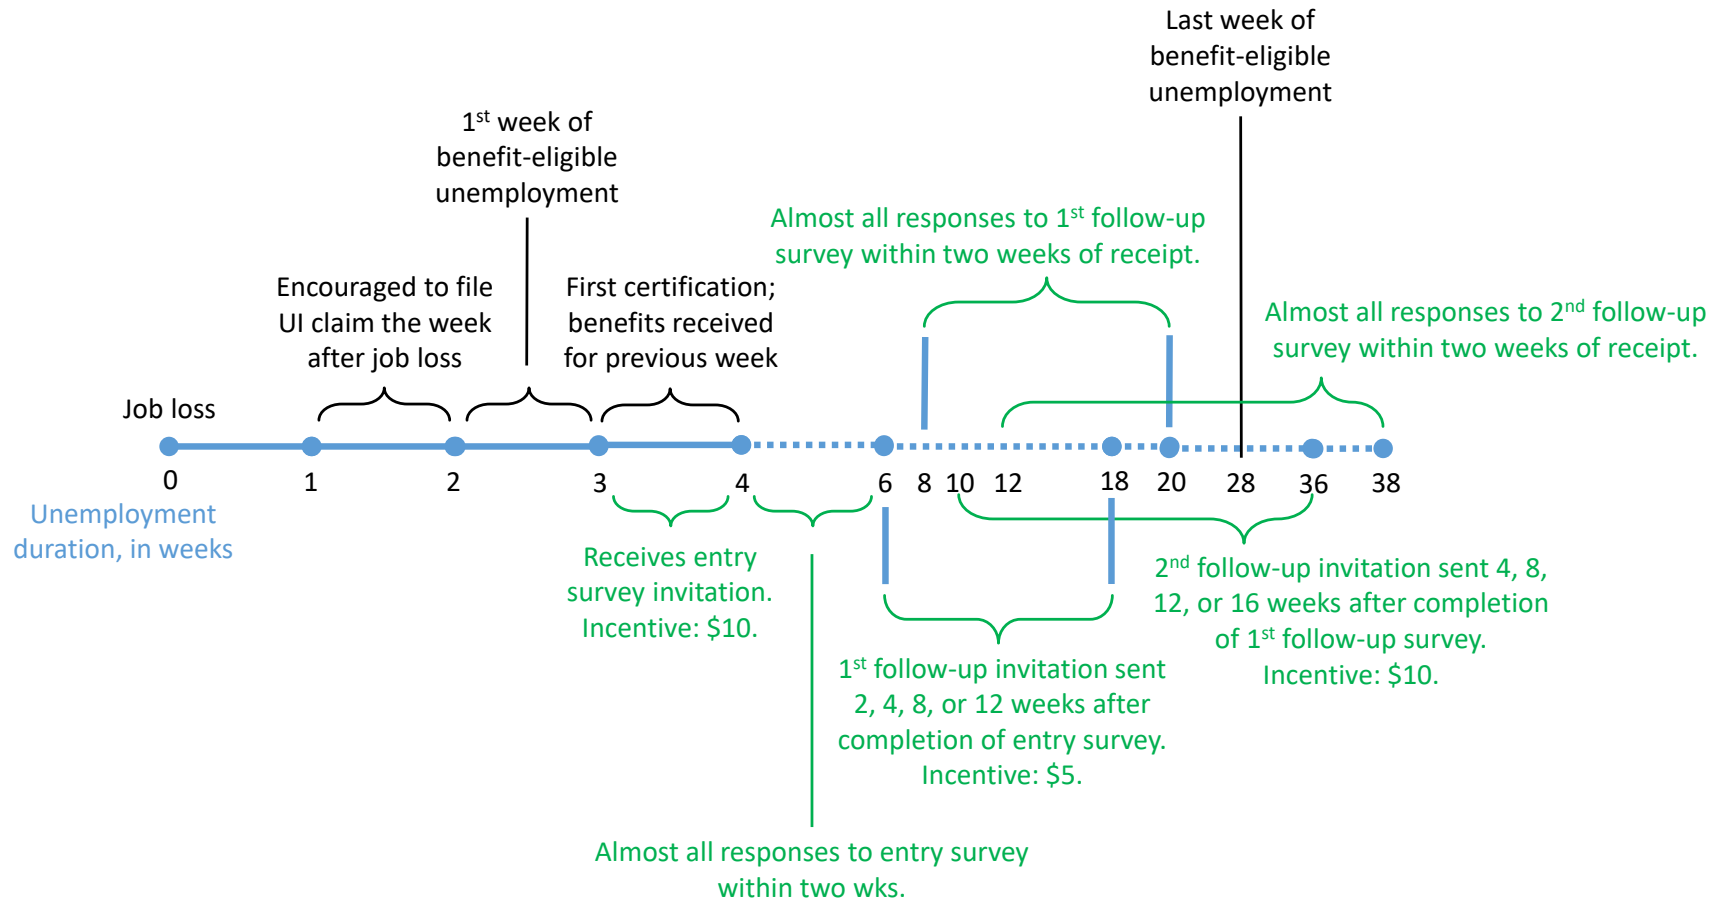 Last week of
benefit-eligible
unemployment
1st week of
benefit-eligible
unemployment
Almost all responses to 1st follow-up
survey within two weeks of receipt.
Encouraged to file
UI claim the week
after job loss
First certification;
benefits received
for previous week
Almost all responses to 2nd follow-up
survey within two weeks of receipt.
Job loss
0 1 2 3 4 6 8 10 12 18 20 28 36 38
Unemployment
duration, in weeks
Receives entry
survey invitation.
Incentive: $10.
2nd follow-up invitation sent 4, 8,
12, or 16 weeks after completion
of 1st follow-up survey.
Incentive: $10.
1st follow-up invitation sent
2, 4, 8, or 12 weeks after
completion of entry survey.
Incentive: $5.
Almost all responses to entry survey
within two wks.